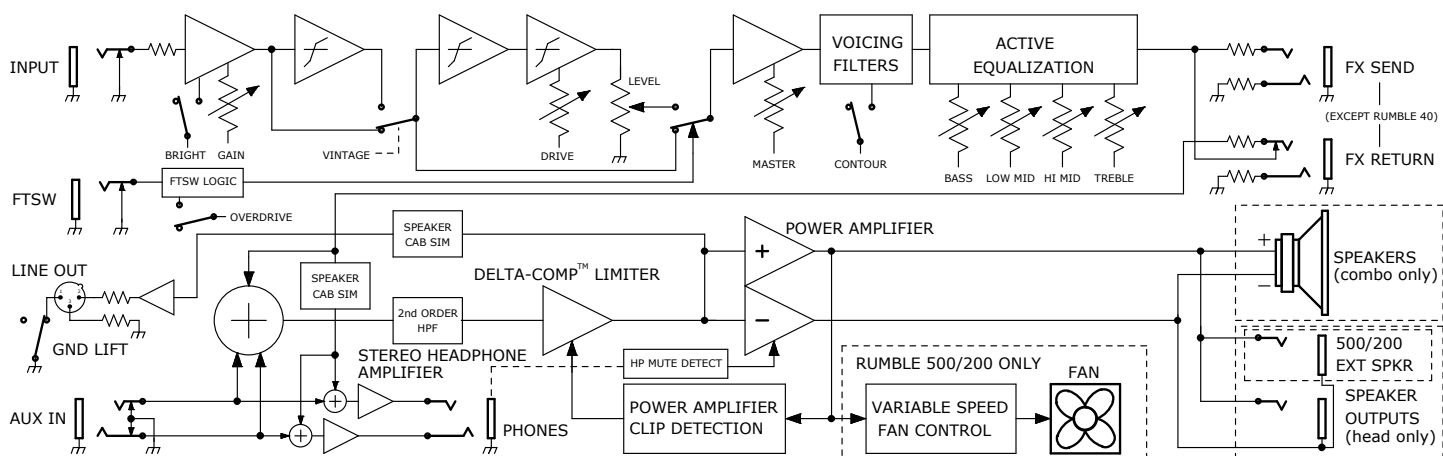 INPUT
BRIGHT
GAIN
VINTAGE
DRIVE
LEVEL
MASTER
VOICING
FILTERS
CONTOUR
ACTIVE
EQUALIZATION
BASS
LOW MID
HI MID
TREBLE
FX SEND
(EXCEPT RUMBLE 40)
FX RETURN
FTSW
FTSW LOGIC
OVERDRIVE
LINE OUT
1
2
3
GND LIFT
SPEAKER
CAB SIM
SPEAKER
CAB SIM
2nd ORDER
HPF
DELTA-COMP™ LIMITER
POWER AMPLIFIER
+
−
+
−
SPEAKERS
(combo only)
500/200
EXT SPKR
SPEAKER
OUTPUTS
(head only)
STEREO HEADPHONE
AMPLIFIER
HP MUTE DETECT
AUX IN
+
+
+
PHONES
POWER AMPLIFIER
CLIP DETECTION
RUMBLE 500/200 ONLY
VARIABLE SPEED
FAN CONTROL
FAN